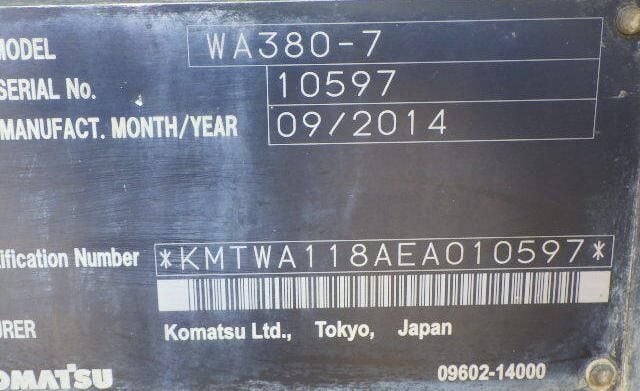 MODEL WA380-7
SERIAL No. 10597
MANUFACT. MONTH/YEAR 09/2014
ification Number *KMTWA118AEA010597*
URER Komatsu Ltd., Tokyo, Japan
OMATSU 09602-14000